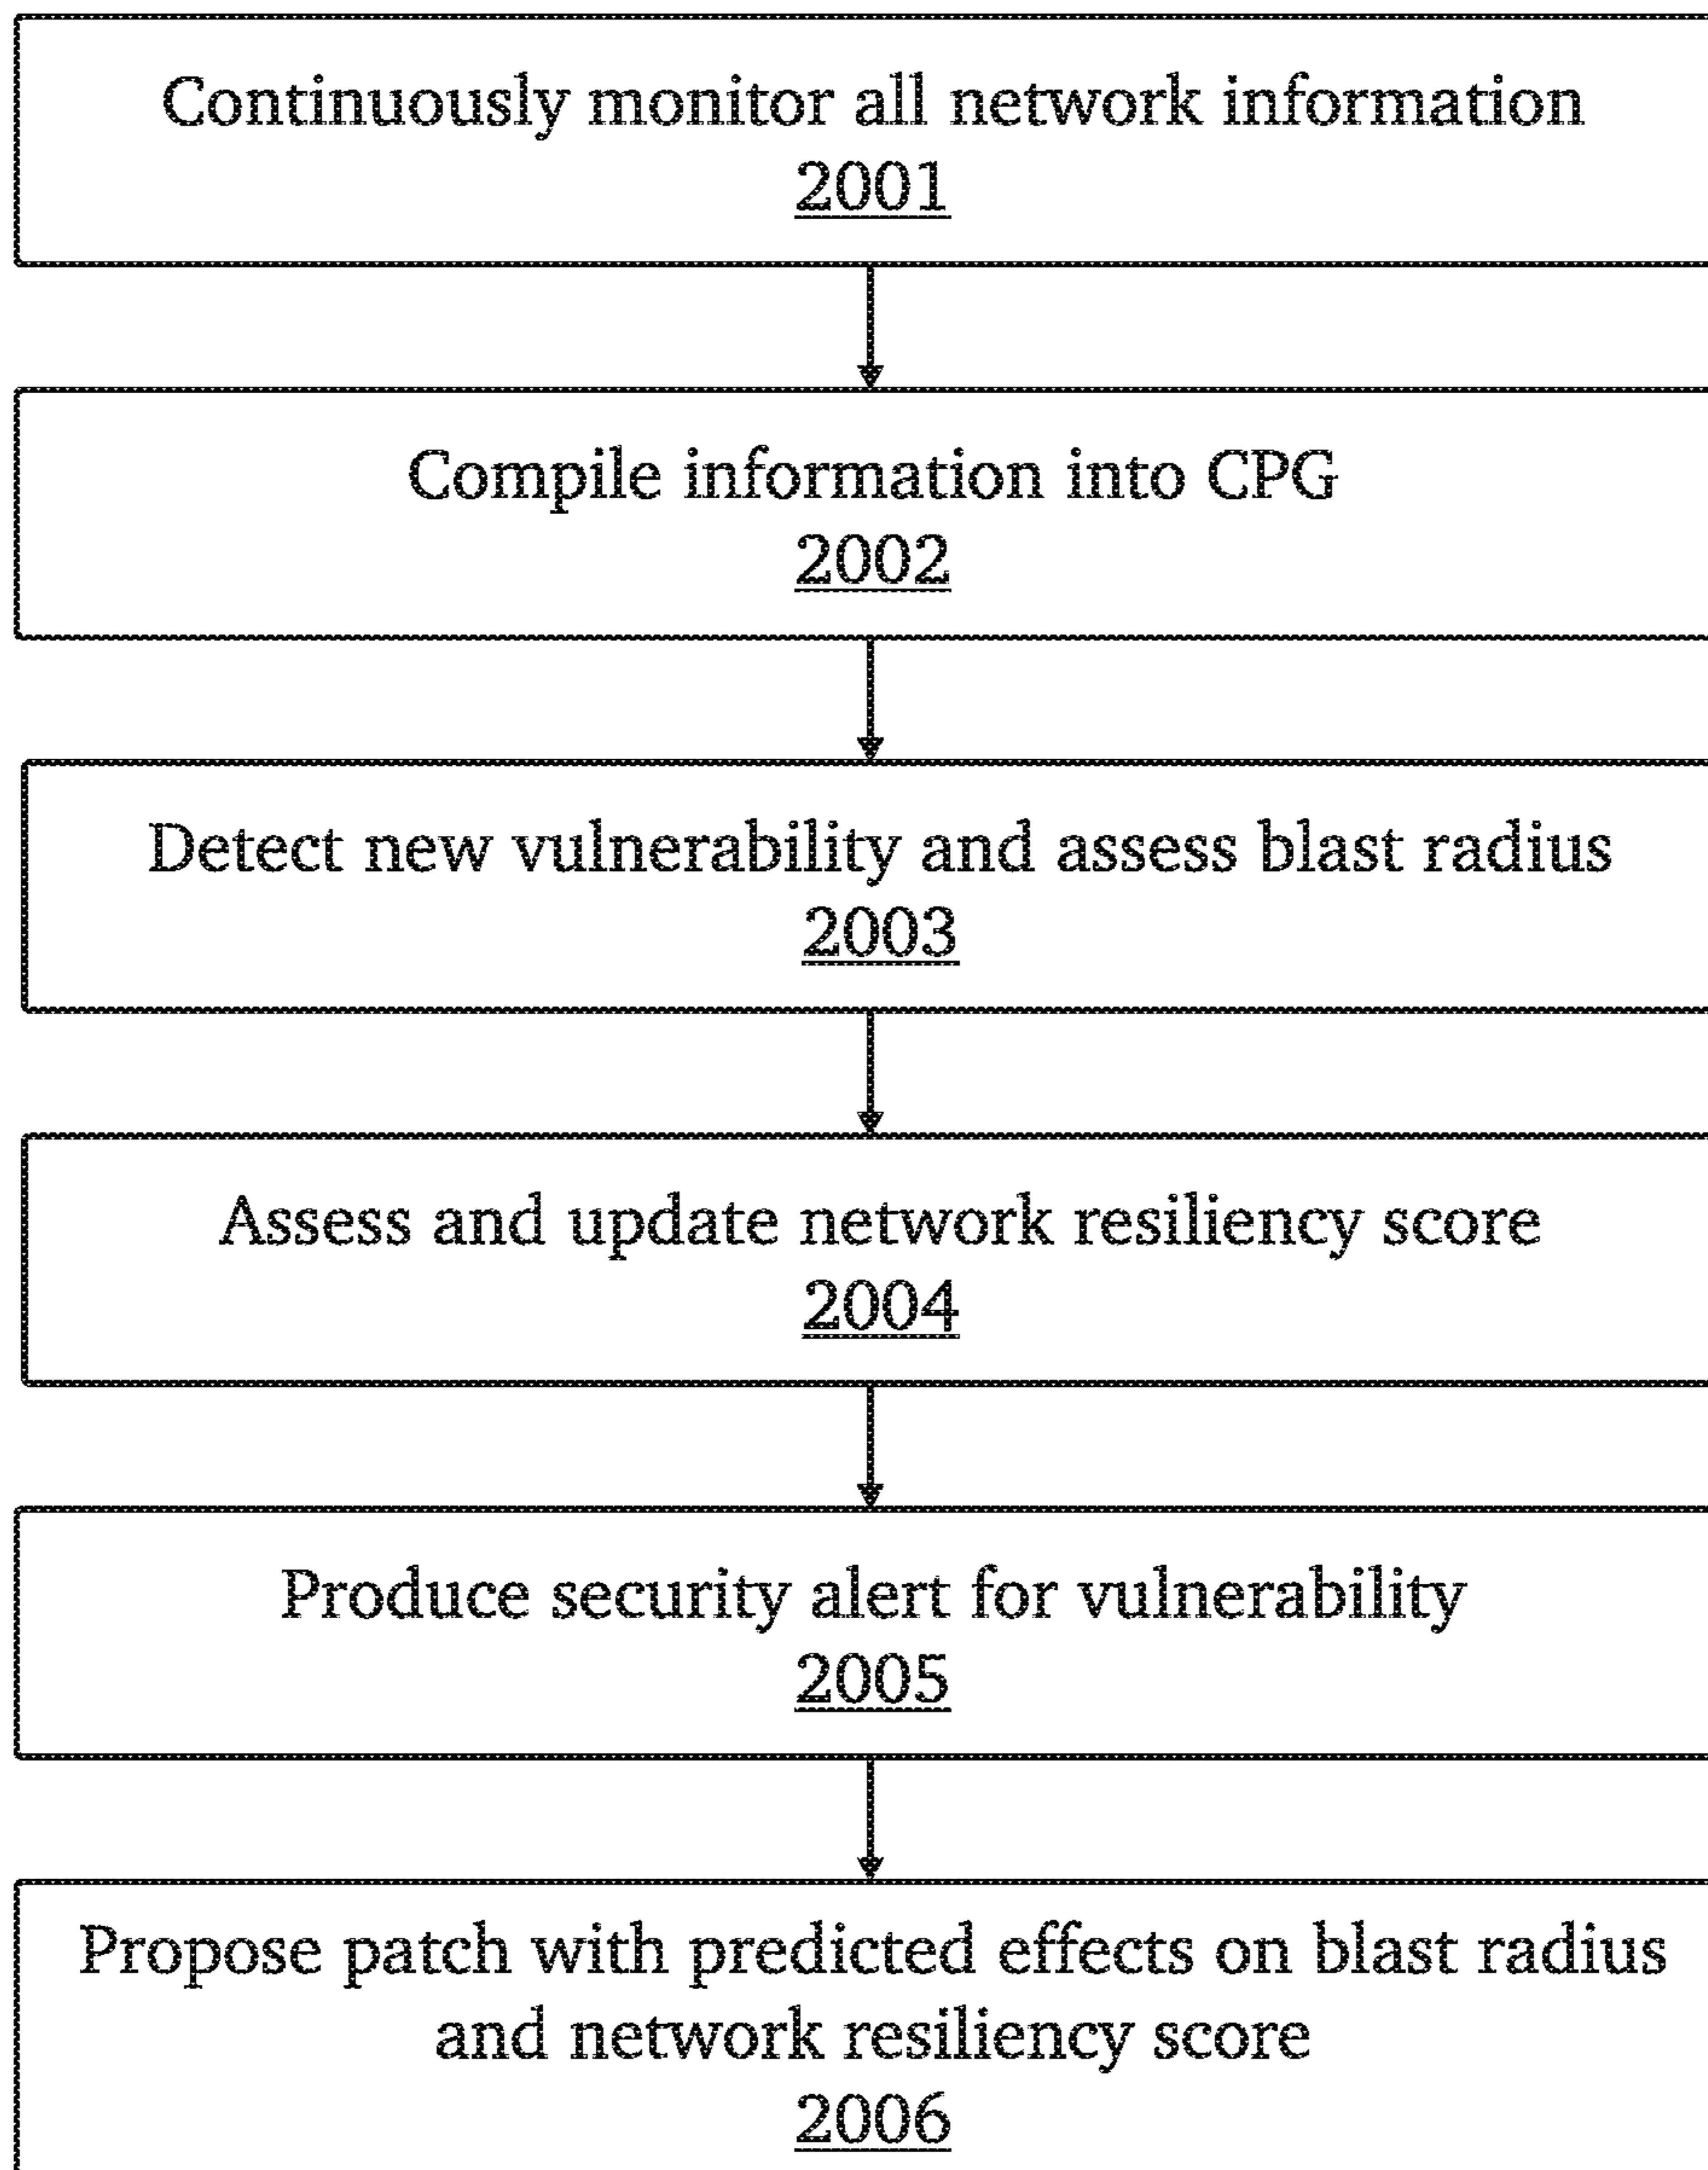 Continuously monitor all network information
2001
Compile information into CPG
2002
Detect new vulnerability and assess blast radius
2003
Assess and update network resiliency score
2004
Produce security alert for vulnerability
2005
Propose patch with predicted effects on blast radius
and network resiliency score
2006